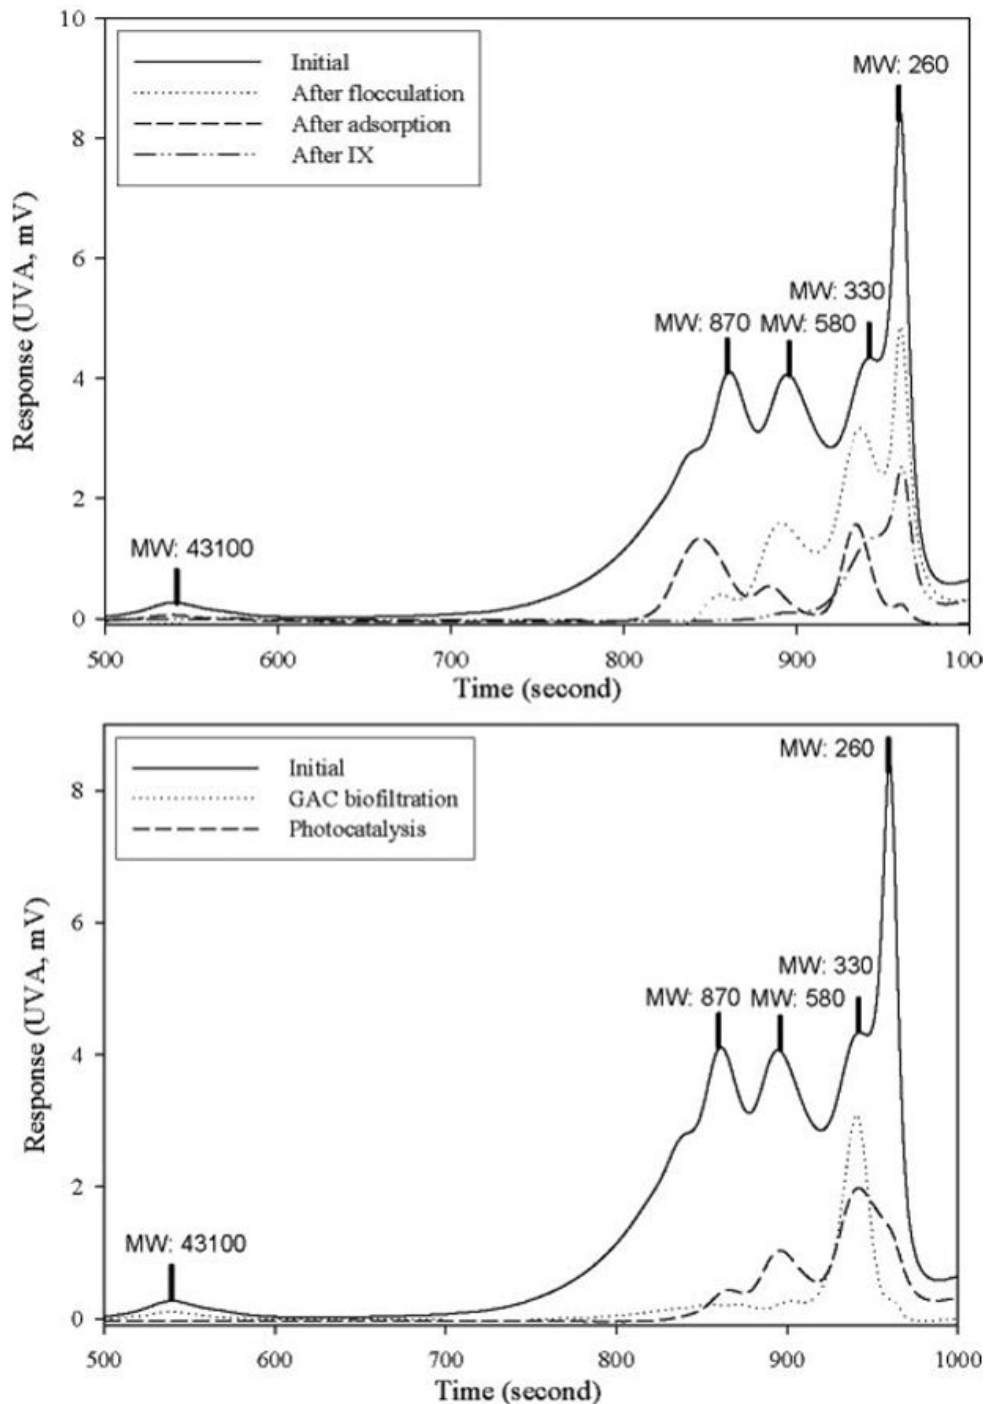 10
Initial
After flocculation
After adsorption
After IX
MW: 260
8
MW: 330
MW: 870 MW: 580
6
4
2
0
MW: 43100
Response (UVA, mV)
500 600 700 800 900 100
Time (second)
Initial
GAC biofiltration
Photocatalysis
MW: 260
8
6
MW: 330
MW: 870 MW: 580
4
2
MW: 43100
0
Response (UVA, mV)
500 600 700 800 900 1000
Time (second)